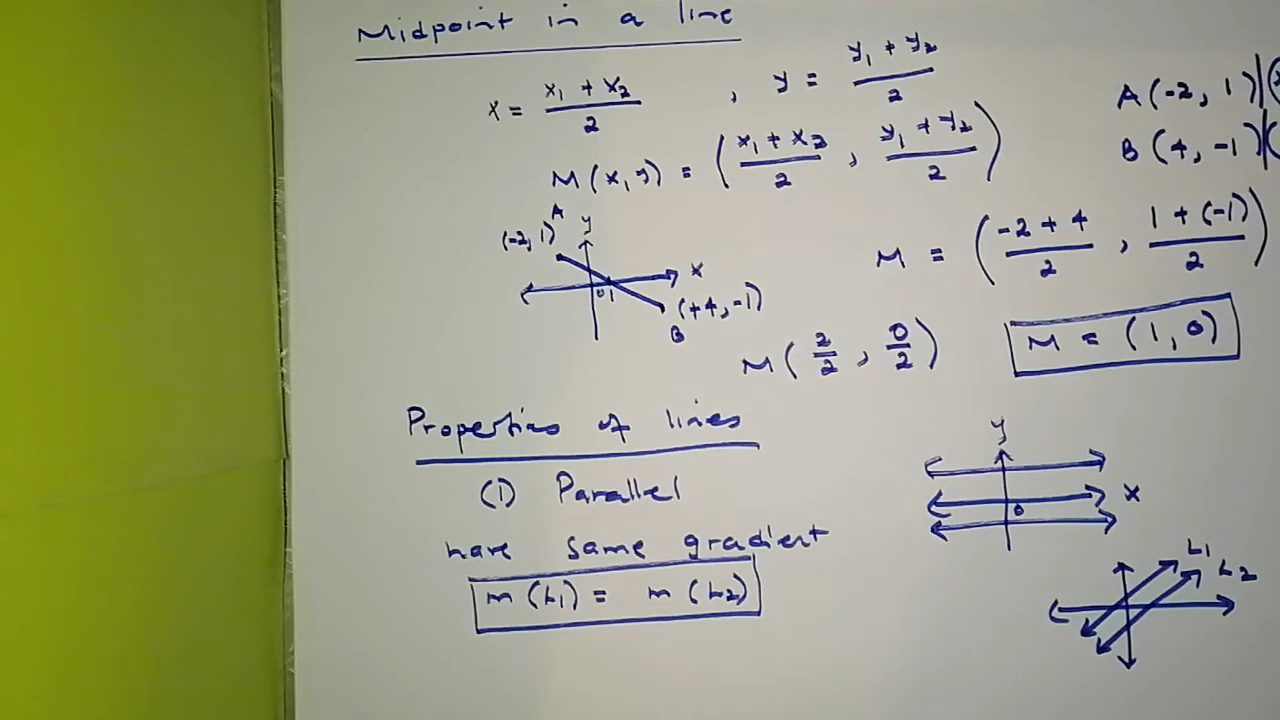 Midpoint in a line
x = (x₁ + x₂)/2 , y = (y₁ + y₂)/2
M(x,y) = ((x₁ + x₂)/2 , (y₁ + y₂)/2)
A(-2, 1)
B(4, -1)
A
(-2, 1)
y
x
0 1
(+4, -1)
B
M = ((-2 + 4)/2 , (1 + (-1))/2)
M(2/2 , 0/2)
M = (1, 0)
Properties of lines
(1) Parallel
have same gradient
m(L₁) = m(L₂)
y
x
0
L₁
L₂